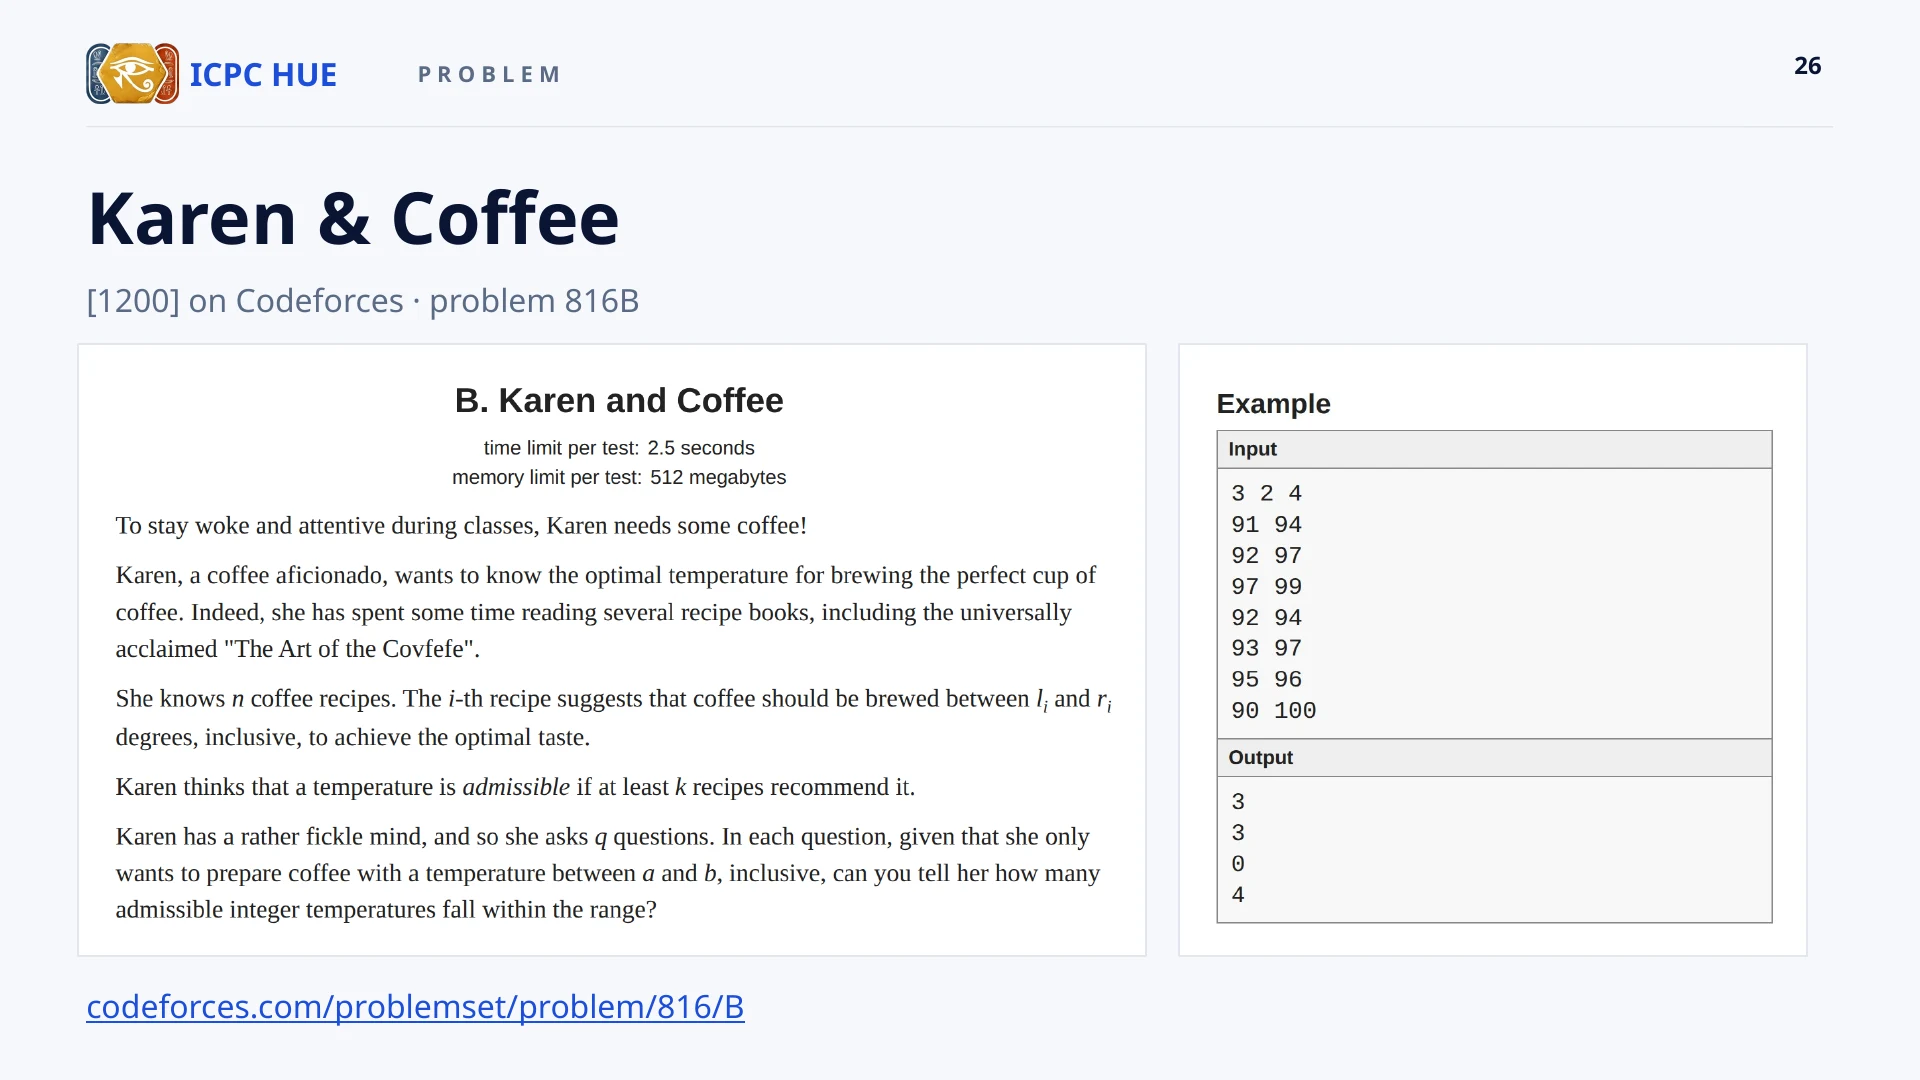 ICPC HUE
PROBLEM
26
Karen & Coffee
[1200] on Codeforces · problem 816B
B. Karen and Coffee
time limit per test: 2.5 seconds
memory limit per test: 512 megabytes
To stay woke and attentive during classes, Karen needs some coffee!
Karen, a coffee aficionado, wants to know the optimal temperature for brewing the perfect cup of
coffee. Indeed, she has spent some time reading several recipe books, including the universally
acclaimed "The Art of the Covfefe".
She knows n coffee recipes. The i-th recipe suggests that coffee should be brewed between l_i and r_i
degrees, inclusive, to achieve the optimal taste.
Karen thinks that a temperature is admissible if at least k recipes recommend it.
Karen has a rather fickle mind, and so she asks q questions. In each question, given that she only
wants to prepare coffee with a temperature between a and b, inclusive, can you tell her how many
admissible integer temperatures fall within the range?
Example
Input
3 2 4
91 94
92 97
97 99
92 94
93 97
95 96
90 100
Output
3
3
0
4
codeforces.com/problemset/problem/816/B